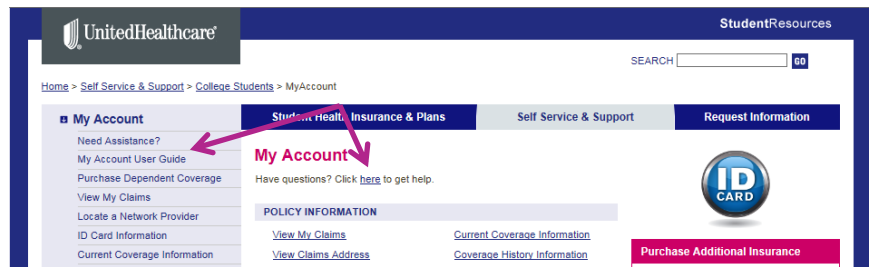 UnitedHealthcare®
StudentResources
SEARCH GO
Home > Self Service & Support > College Students > MyAccount
My Account
Need Assistance?
My Account User Guide
Purchase Dependent Coverage
View My Claims
Locate a Network Provider
ID Card Information
Current Coverage Information
Student Health Insurance & Plans Self Service & Support Request Information
My Account
Have questions? Click here to get help.
POLICY INFORMATION
View My Claims Current Coverage Information
View Claims Address Coverage History Information
ID
CARD
Purchase Additional Insurance